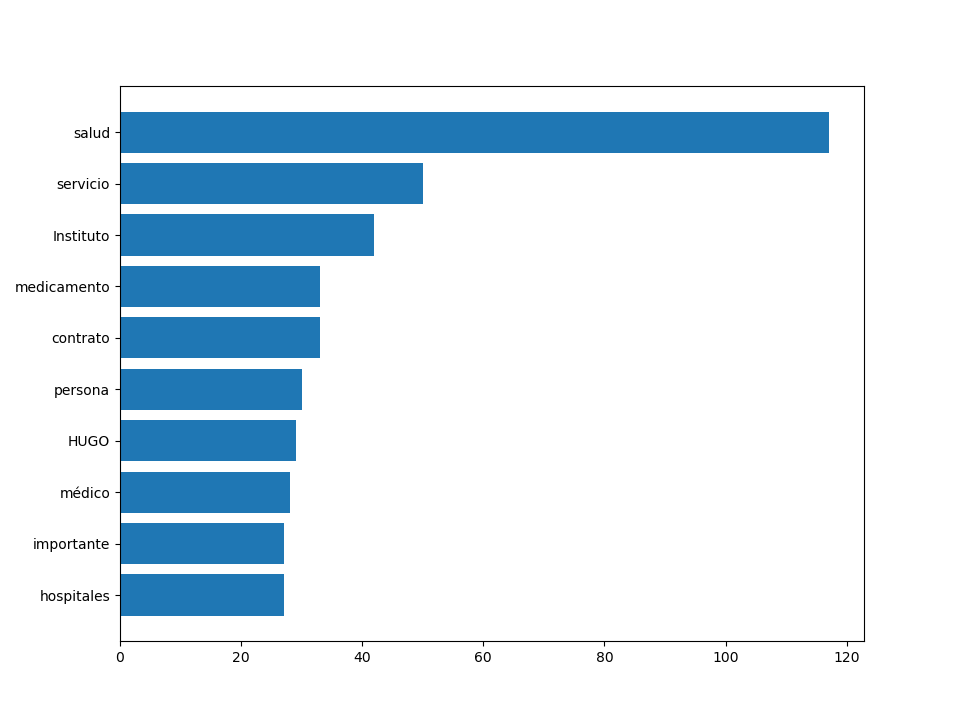 salud
servicio
Instituto
medicamento
contrato
persona
HUGO
médico
importante
hospitales
0 20 40 60 80 100 120